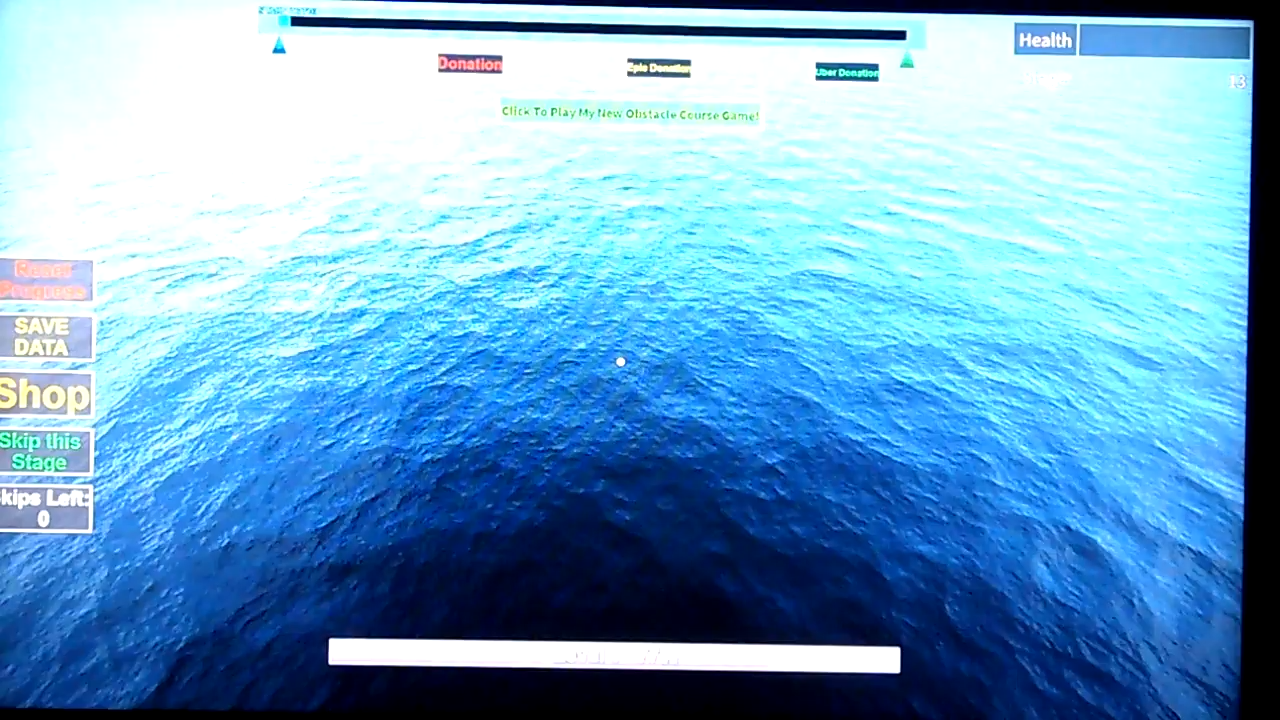 Health
Donation
Epic Donation
Uber Donation
13
Click To Play My New Obstacle Course Game!
Reset
Progress
SAVE
DATA
Shop
Skip this
Stage
kips Left:
0